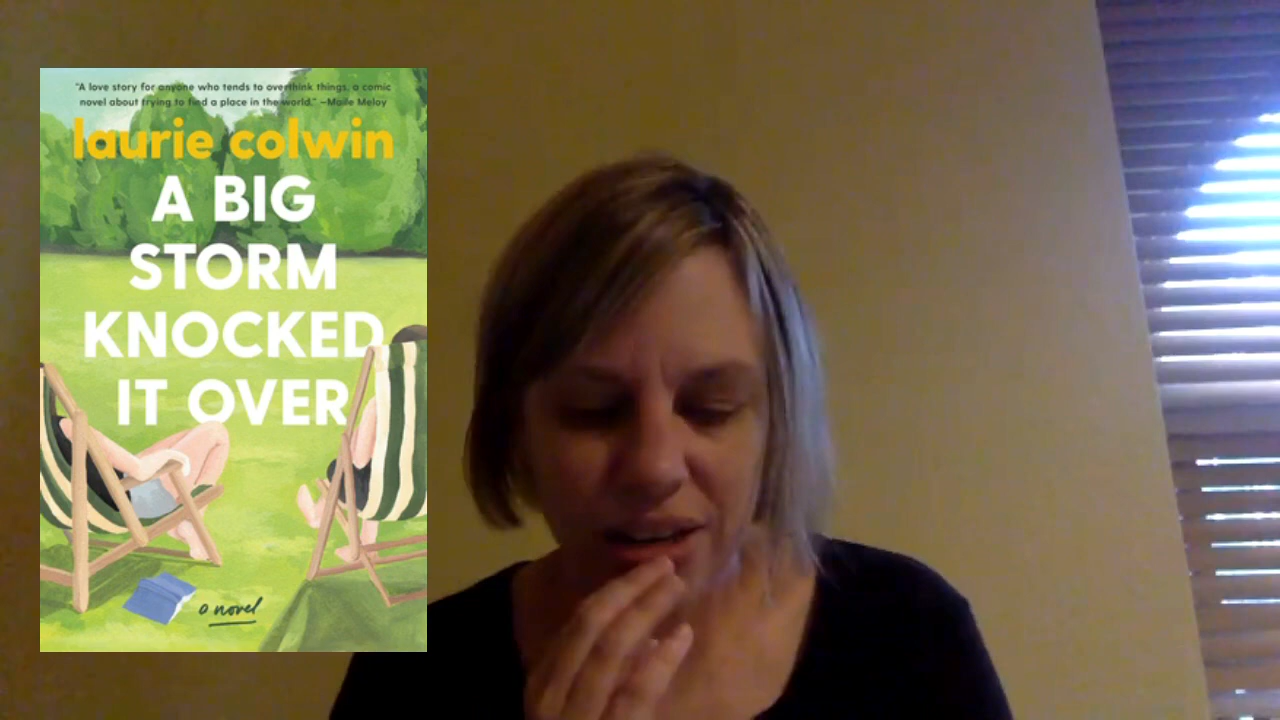 "A love story for anyone who tends to overthink things, a comic
novel about trying to find a place in the world." —Maile Meloy
laurie colwin
A BIG
STORM
KNOCKED
IT OVER
a novel